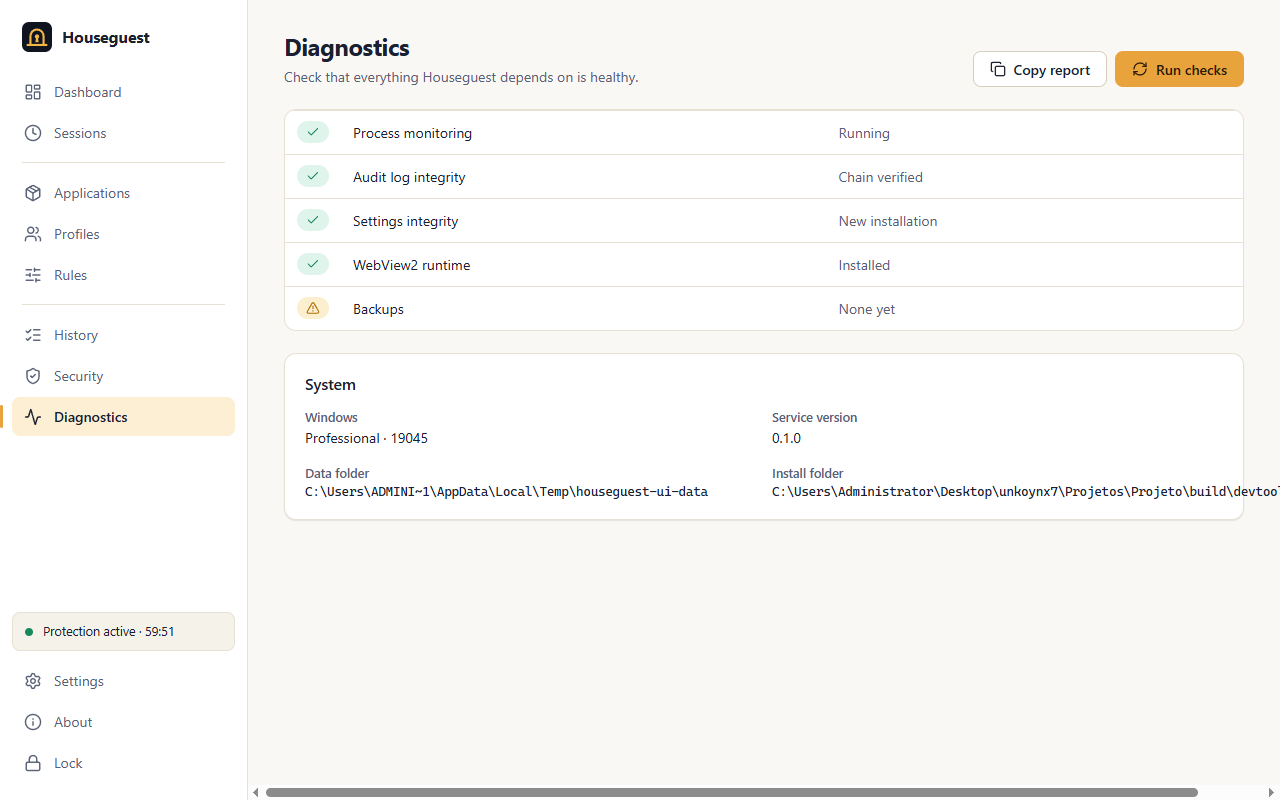 Houseguest
Dashboard
Sessions
Applications
Profiles
Rules
History
Security
Diagnostics
Protection active · 59:51
Settings
About
Lock
Diagnostics
Check that everything Houseguest depends on is healthy.
Copy report
Run checks
Process monitoring Running
Audit log integrity Chain verified
Settings integrity New installation
WebView2 runtime Installed
Backups None yet
System
Windows
Professional · 19045
Service version
0.1.0
Data folder
C:\Users\ADMINI~1\AppData\Local\Temp\houseguest-ui-data
Install folder
C:\Users\Administrator\Desktop\unkoynx7\Projetos\Projeto\build\devtool